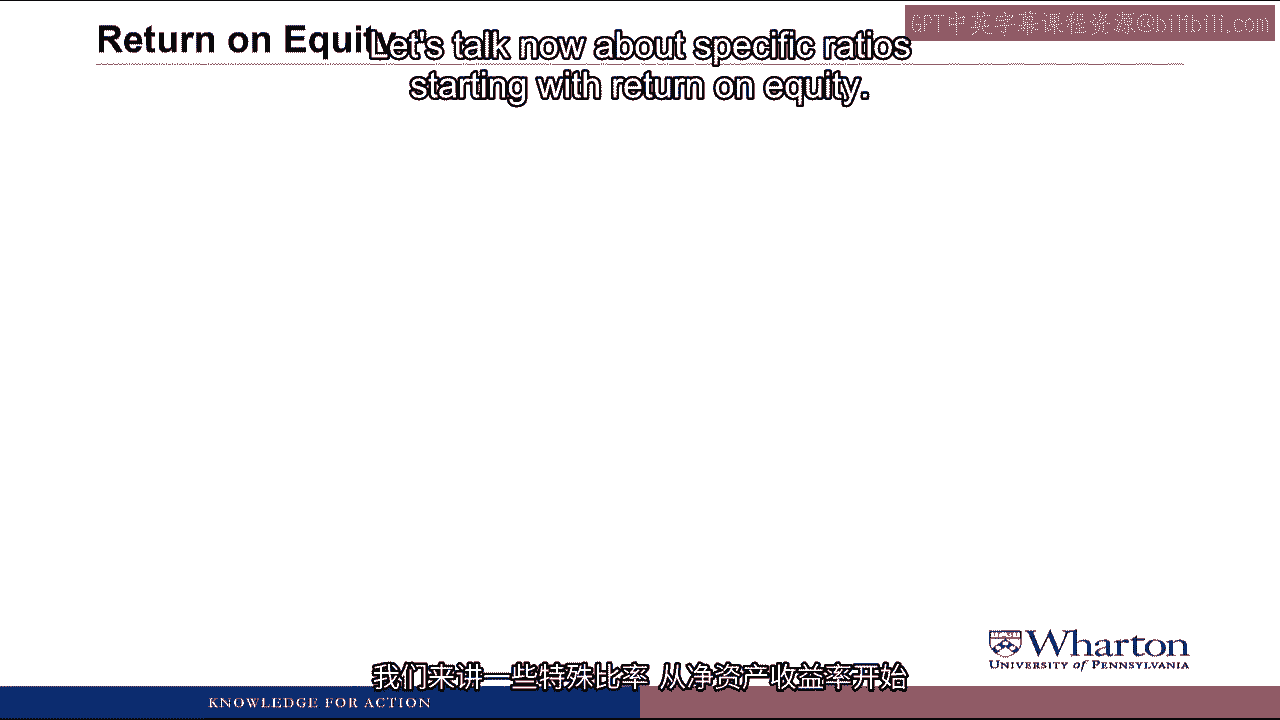 GPT中英字幕课程资源@bilibili.com
Return on Equity
Let's talk now about specific ratios
starting with return on equity.
Wharton
UNIVERSITY of PENNSYLVANIA
我们来讲一些特殊比率 从净资产收益率开始
KNOWLEDGE FOR ACTION